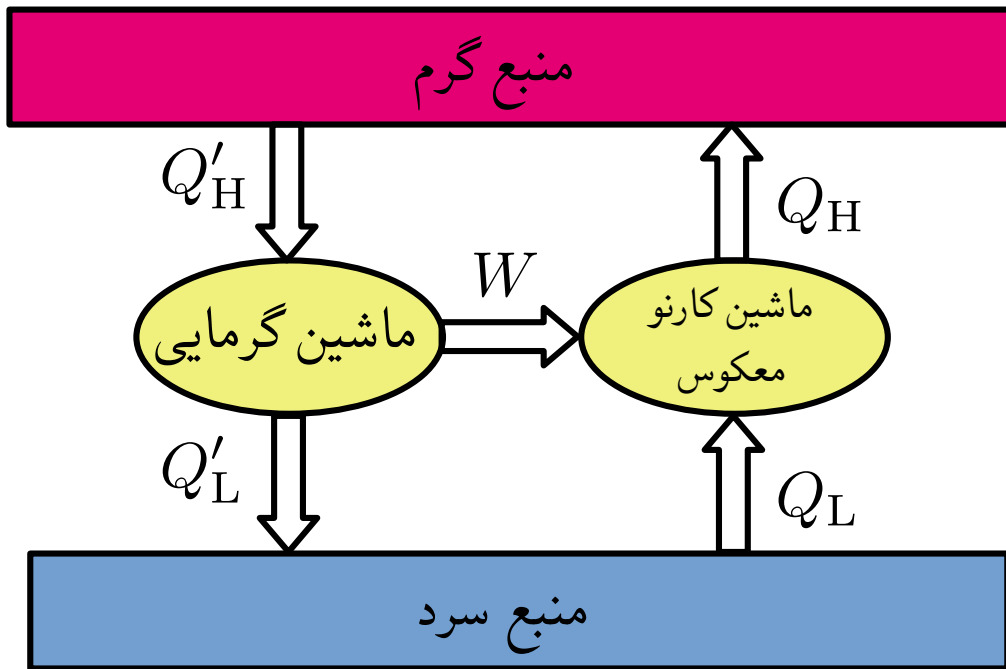 منبع گرم
Q′H
QH
W
ماشین گرمایی
ماشین کارنو
معکوس
Q′L
QL
منبع سرد